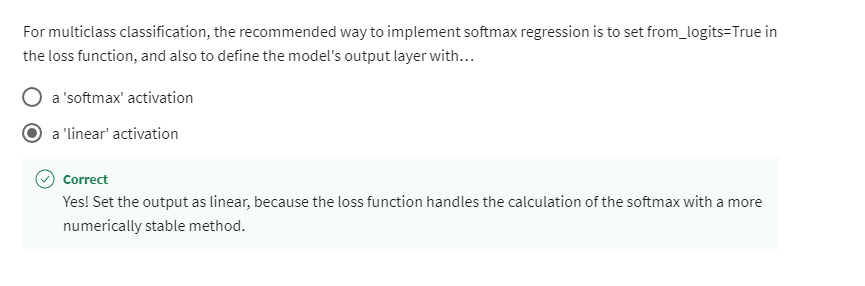 For multiclass classification, the recommended way to implement softmax regression is to set from_logits=True in
the loss function, and also to define the model's output layer with…
a 'softmax' activation
a 'linear' activation
Correct
Yes! Set the output as linear, because the loss function handles the calculation of the softmax with a more
numerically stable method.